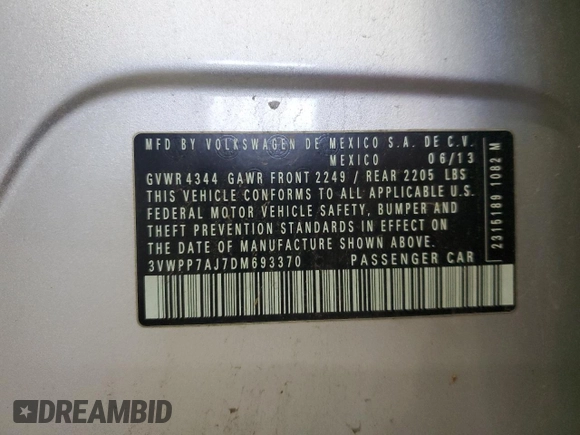 MFD BY VOLKSWAGEN DE MEXICO S.A. DE C.V.
MEXICO 06/13
GVWR 4344 GAWR FRONT 2249 / REAR 2205 LBS
THIS VEHICLE CONFORMS TO ALL APPLICABLE U.S.
FEDERAL MOTOR VEHICLE SAFETY, BUMPER AND
THEFT PREVENTION STANDARDS IN EFFECT ON
THE DATE OF MANUFACTURE SHOWN ABOVE.
3VWPP7AJ7DM693370 PASSENGER CAR
2315189 1082 M
DREAMBID